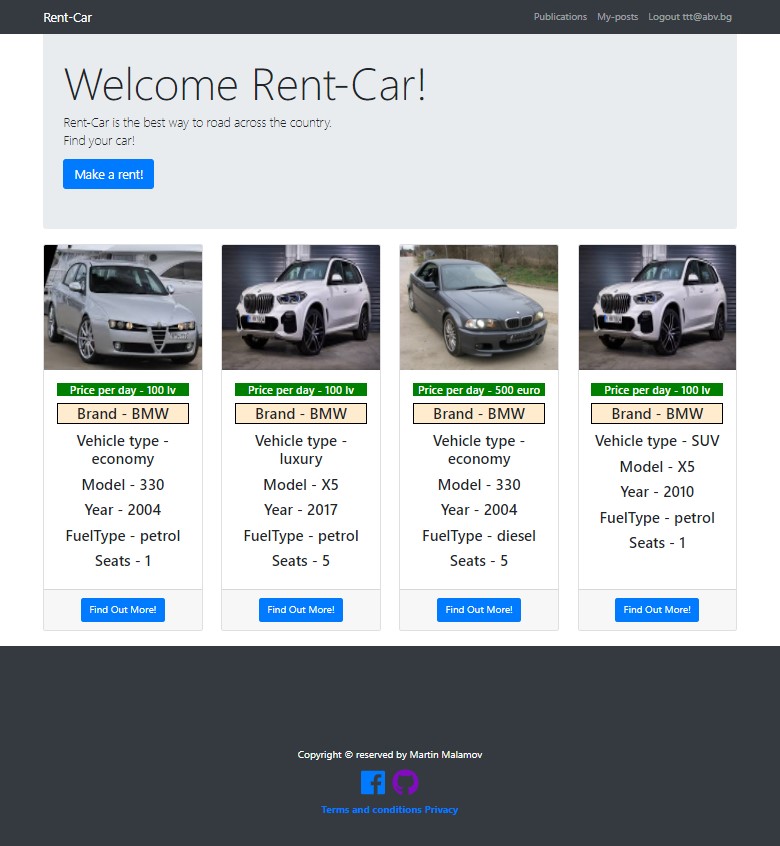 Rent-Car
Publications My-posts Logout ttt@abv.bg
Welcome Rent-Car!
Rent-Car is the best way to road across the country.
Find your car!
Make a rent!
Price per day - 100 lv
Brand - BMW
Vehicle type -
economy
Model - 330
Year - 2004
FuelType - petrol
Seats - 1
Find Out More!
Price per day - 100 lv
Brand - BMW
Vehicle type -
luxury
Model - X5
Year - 2017
FuelType - petrol
Seats - 5
Find Out More!
Price per day - 500 euro
Brand - BMW
Vehicle type -
economy
Model - 330
Year - 2004
FuelType - diesel
Seats - 5
Find Out More!
Price per day - 100 lv
Brand - BMW
Vehicle type - SUV
Model - X5
Year - 2010
FuelType - petrol
Seats - 1
Find Out More!
Copyright © reserved by Martin Malamov
Terms and conditions Privacy